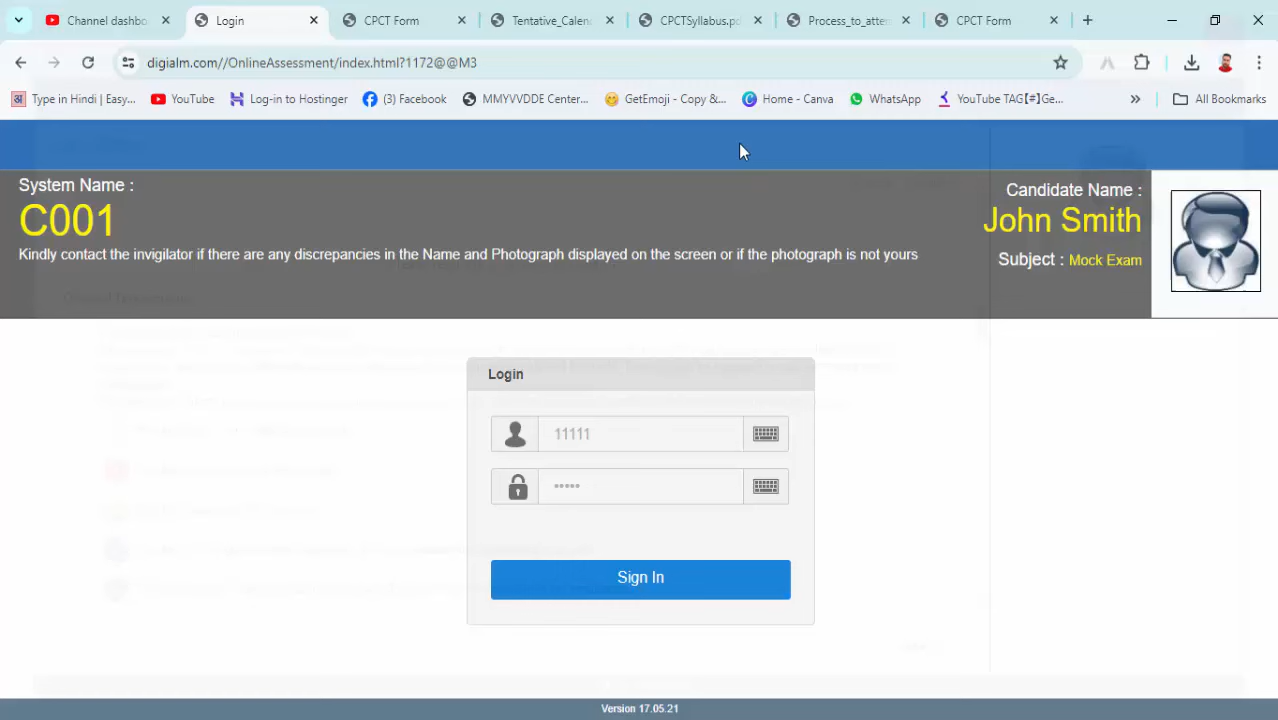 Channel dashbo
Login
CPCT Form
Tentative_Calend
CPCTSyllabus.pd
Process_to_atten
CPCT Form
digialm.com//OnlineAssessment/index.html?1172@@M3
Type in Hindi | Easy...
YouTube
Log-in to Hostinger
(3) Facebook
MMYVVDDE Center...
GetEmoji - Copy &...
Home - Canva
WhatsApp
YouTube TAG【#】Ge...
All Bookmarks
System Name :
C001
Kindly contact the invigilator if there are any discrepancies in the Name and Photograph displayed on the screen or if the photograph is not yours
Candidate Name :
John Smith
Subject : Mock Exam
Login
11111
•••••
Sign In
Version 17.05.21